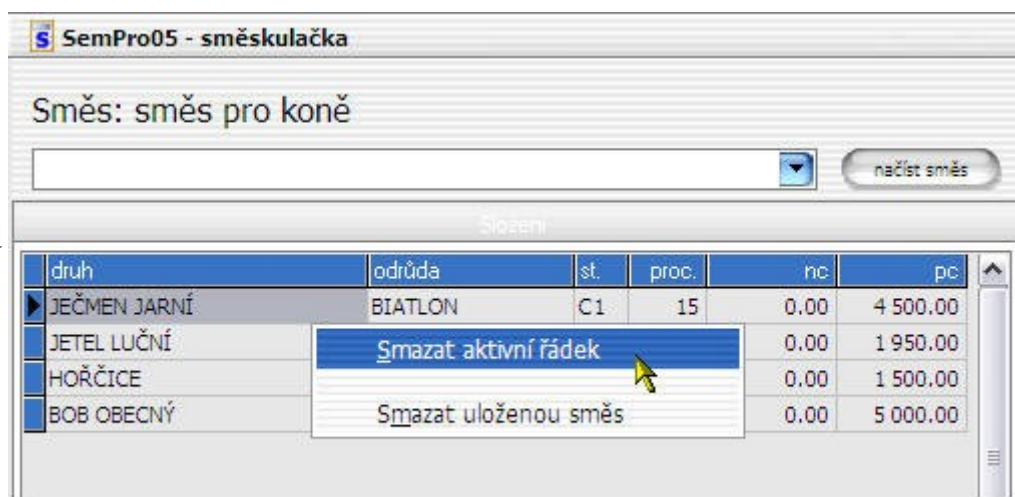 SemPro05 - směskulačka
Směs: směs pro koně
načíst směs
Složení
druh odrůda st. proc. nc pc
JEČMEN JARNÍ BIATLON C1 15 0.00 4 500.00
JETEL LUČNÍ 0.00 1 950.00
HOŘČICE 0.00 1 500.00
BOB OBECNÝ 0.00 5 000.00
Smazat aktivní řádek
Smazat uloženou směs